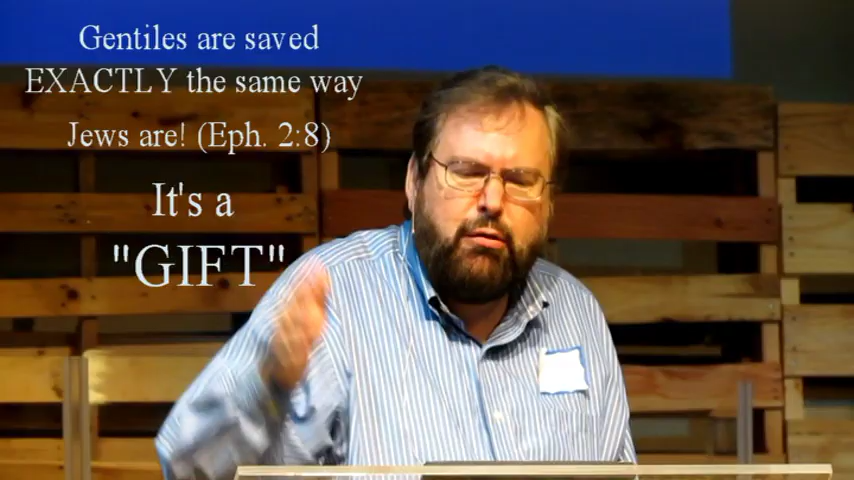 Gentiles are saved
EXACTLY the same way
Jews are! (Eph. 2:8)
It's a
"GIFT"